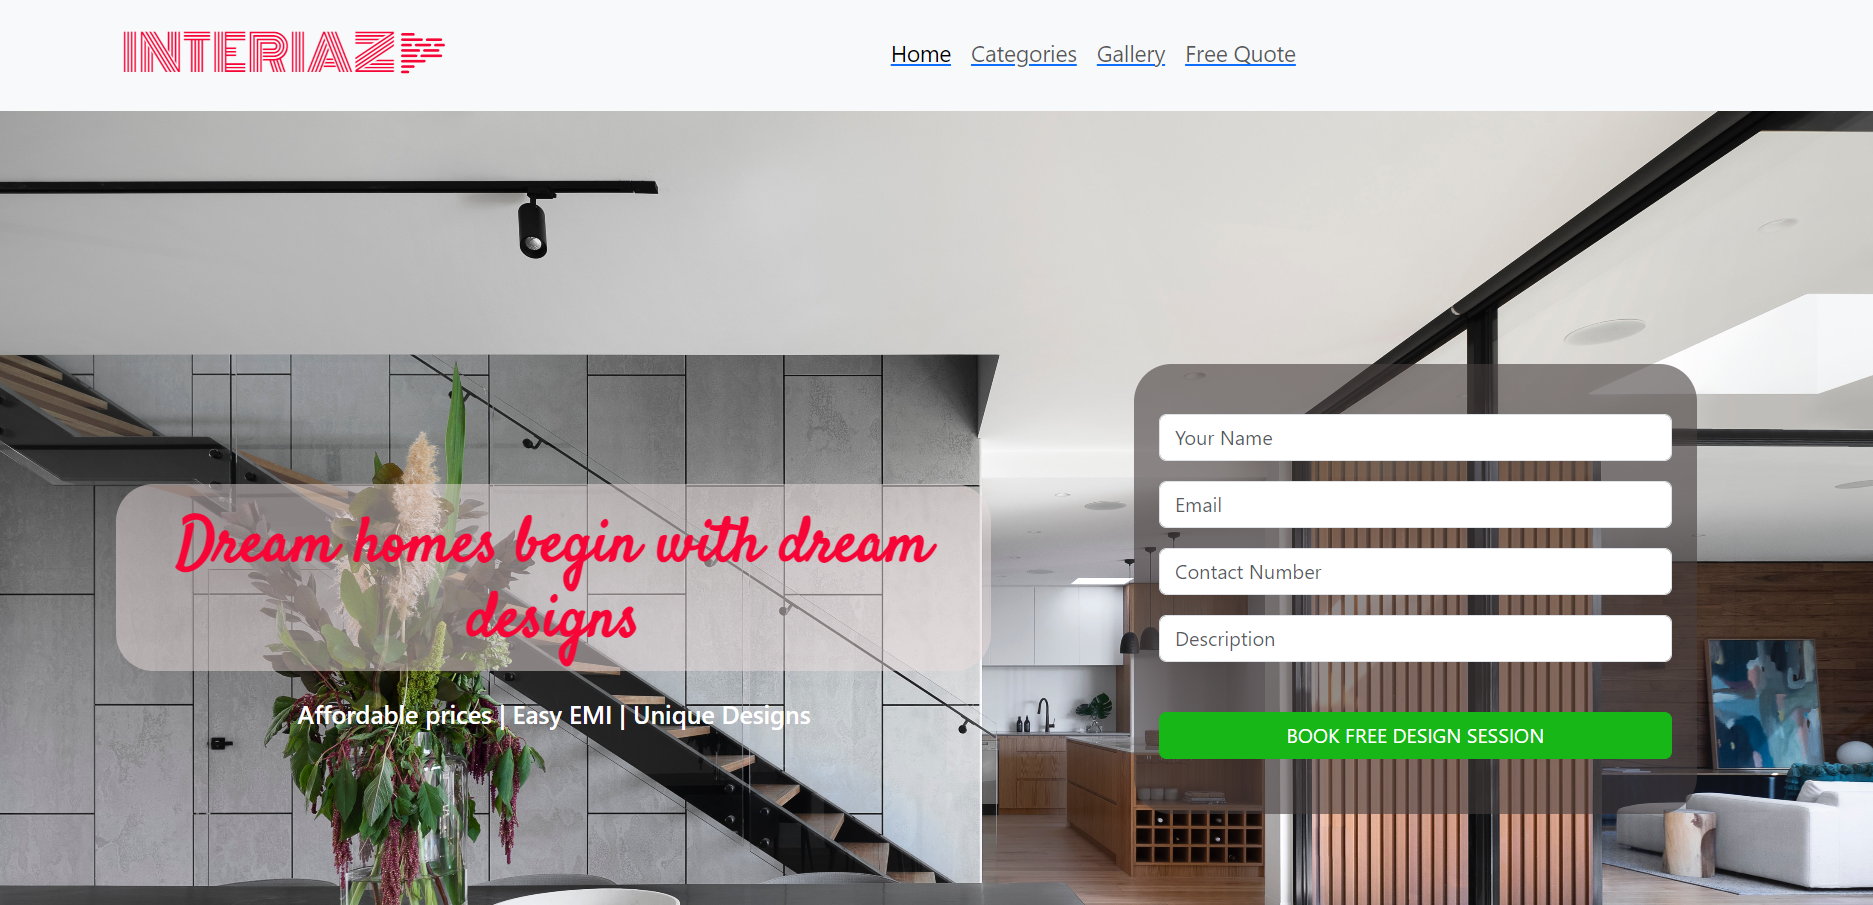 INTERIAZ
Home Categories Gallery Free Quote
Dream homes begin with dream
designs
Affordable prices | Easy EMI | Unique Designs
Your Name
Email
Contact Number
Description
BOOK FREE DESIGN SESSION